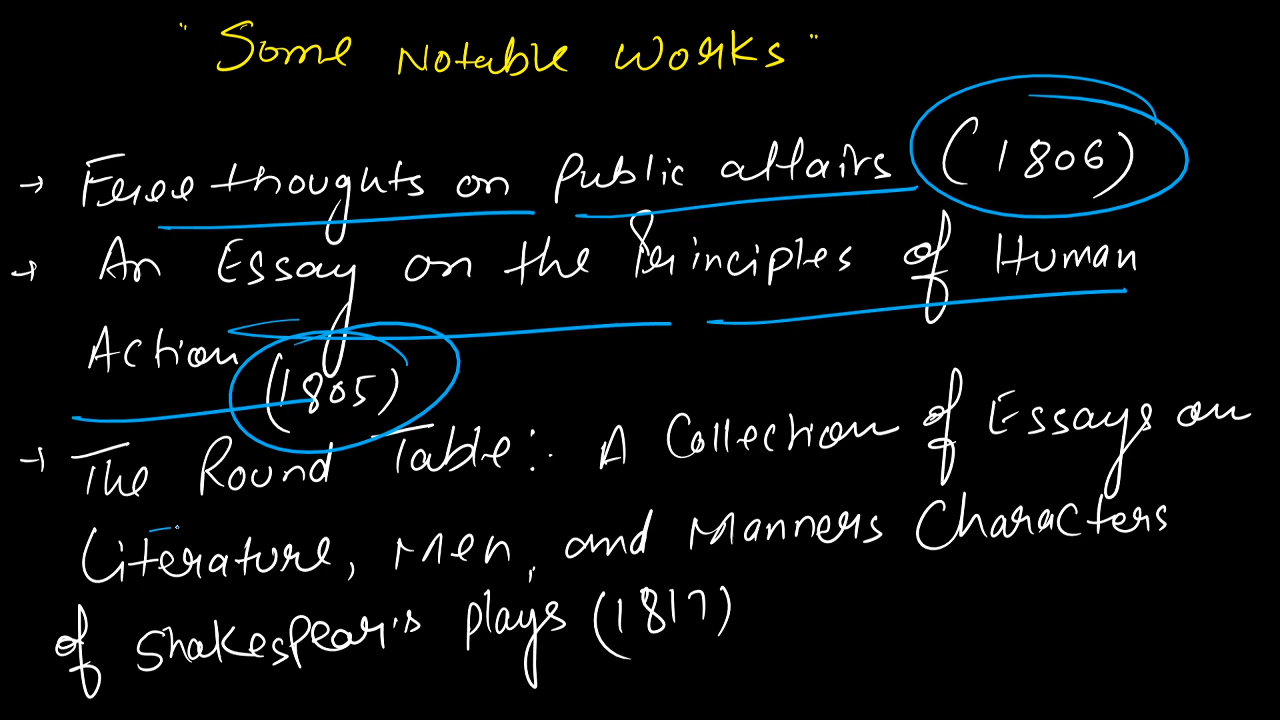 "Some Notable Works"
→ Free thoughts on Public affairs (1806)
→ An Essay on the Principles of Human
Action (1805)
→ The Round Table: A Collection of Essays on
Literature, Men, and Manners Characters
of Shakespear's plays (1817)